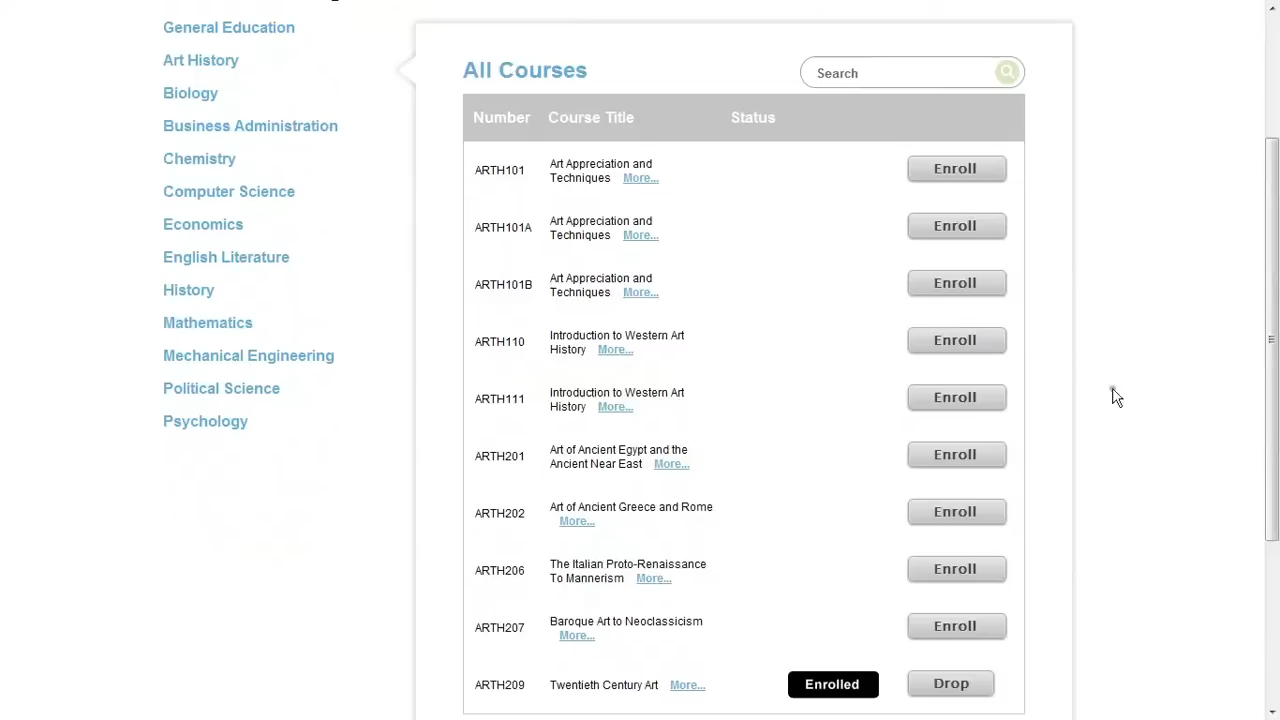 General Education
Art History
Biology
Business Administration
Chemistry
Computer Science
Economics
English Literature
History
Mathematics
Mechanical Engineering
Political Science
Psychology
All Courses
Search
Number Course Title Status
ARTH101 Art Appreciation and
Techniques More... Enroll
ARTH101A Art Appreciation and
Techniques More... Enroll
ARTH101B Art Appreciation and
Techniques More... Enroll
ARTH110 Introduction to Western Art
History More... Enroll
ARTH111 Introduction to Western Art
History More... Enroll
ARTH201 Art of Ancient Egypt and the
Ancient Near East More... Enroll
ARTH202 Art of Ancient Greece and Rome
More... Enroll
ARTH206 The Italian Proto-Renaissance
To Mannerism More... Enroll
ARTH207 Baroque Art to Neoclassicism
More... Enroll
ARTH209 Twentieth Century Art More... Enrolled Drop